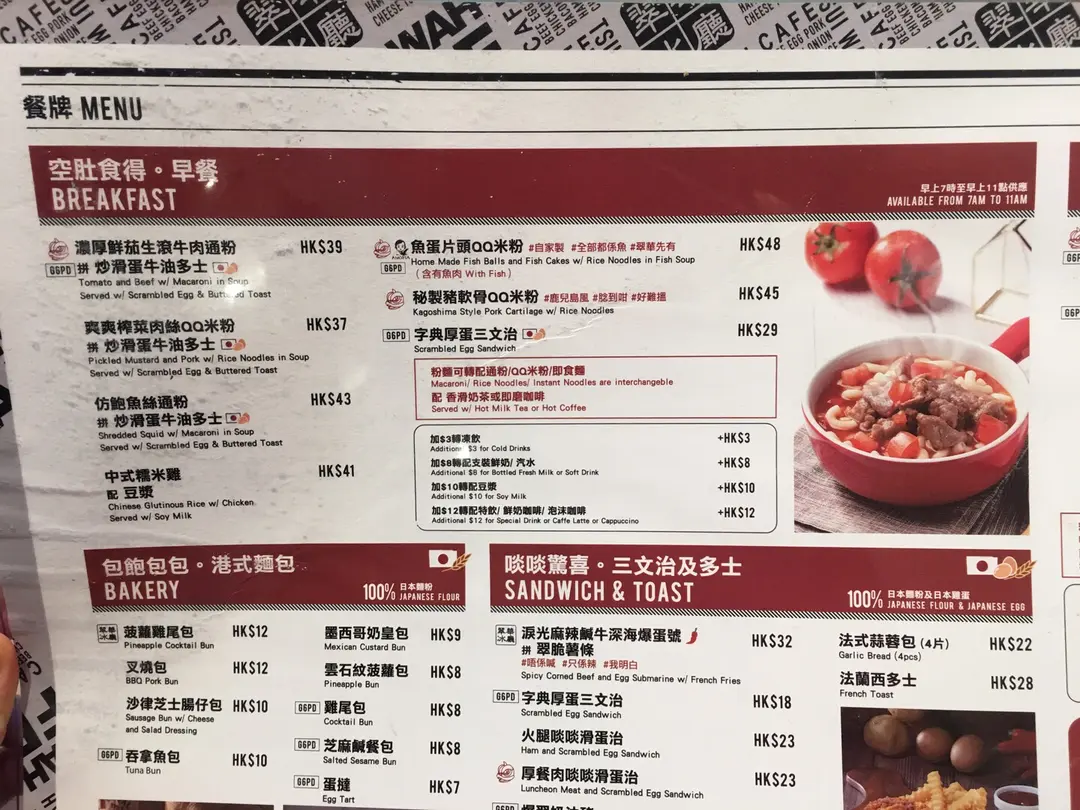 餐牌 MENU
空肚食得。早餐
BREAKFAST
早上7時至早上11點供應
AVAILABLE FROM 7AM TO 11AM
濃厚鮮茄生滾牛肉通粉 HK$39
G6PD 拼 炒滑蛋牛油多士
Tomato and Beef w/ Macaroni in Soup
Served w/ Scrambled Egg & Buttered Toast
爽爽榨菜肉絲QQ米粉 HK$37
拼 炒滑蛋牛油多士
Pickled Mustard and Pork w/ Rice Noodles in Soup
Served w/ Scrambled Egg & Buttered Toast
仿鮑魚絲通粉 HK$43
拼 炒滑蛋牛油多士
Shredded Squid w/ Macaroni in Soup
Served w/ Scrambled Egg & Buttered Toast
中式糯米雞 HK$41
配 豆漿
Chinese Glutinous Rice w/ Chicken
Served w/ Soy Milk
魚蛋片頭QQ米粉 #自家製 #全部都係魚 #翠華先有 HK$48
G6PD Home Made Fish Balls and Fish Cakes w/ Rice Noodles in Fish Soup
(含有魚肉 With Fish)
秘製豬軟骨QQ米粉 #鹿兒島風 #腍到咁 #好難搵 HK$45
Kagoshima Style Pork Cartilage w/ Rice Noodles
G6PD 字典厚蛋三文治 HK$29
Scrambled Egg Sandwich
粉麵可轉配通粉/QQ米粉/即食麵
Macaroni/ Rice Noodles/ Instant Noodles are interchangeble
配 香滑奶茶或即磨咖啡
Served w/ Hot Milk Tea or Hot Coffee
加$3轉凍飲 +HK$3
Additional $3 for Cold Drinks
加$8轉配支裝鮮奶/ 汽水 +HK$8
Additional $8 for Bottled Fresh Milk or Soft Drink
加$10轉配豆漿 +HK$10
Additional $10 for Soy Milk
加$12轉配特飲/ 鮮奶咖啡/ 泡沫咖啡 +HK$12
Additional $12 for Special Drink or Caffe Latte or Cappuccino
包飽包包。港式麵包
BAKERY
100% 日本麵粉
JAPANESE FLOUR
翠華冰廳 菠蘿雞尾包 HK$12
Pineapple Cocktail Bun
叉燒包 HK$12
BBQ Pork Bun
沙律芝士腸仔包 HK$10
Sausage Bun w/ Cheese
and Salad Dressing
G6PD 吞拿魚包 HK$10
Tuna Bun
墨西哥奶皇包 HK$9
Mexican Custard Bun
雲石紋菠蘿包 HK$8
Pineapple Bun
G6PD 雞尾包 HK$8
Cocktail Bun
G6PD 芝麻鹹餐包 HK$8
Salted Sesame Bun
G6PD 蛋撻 HK$7
Egg Tart
啖啖驚喜。三文治及多士
SANDWICH & TOAST
100% 日本麵粉及日本雞蛋
JAPANESE FLOUR & JAPANESE EGG
翠華冰廳 淚光麻辣鹹牛深海爆蛋號 HK$32
拼 翠脆薯條
#唔係喊 #只係辣 #我明白
Spicy Corned Beef and Egg Submarine w/ French Fries
G6PD 字典厚蛋三文治 HK$18
Scrambled Egg Sandwich
火腿啖啖滑蛋治 HK$23
Ham and Scrambled Egg Sandwich
厚餐肉啖啖滑蛋治 HK$23
Luncheon Meat and Scrambled Egg Sandwich
G6PD
法式蒜蓉包 (4片) HK$22
Garlic Bread (4pcs)
法蘭西多士 HK$28
French Toast